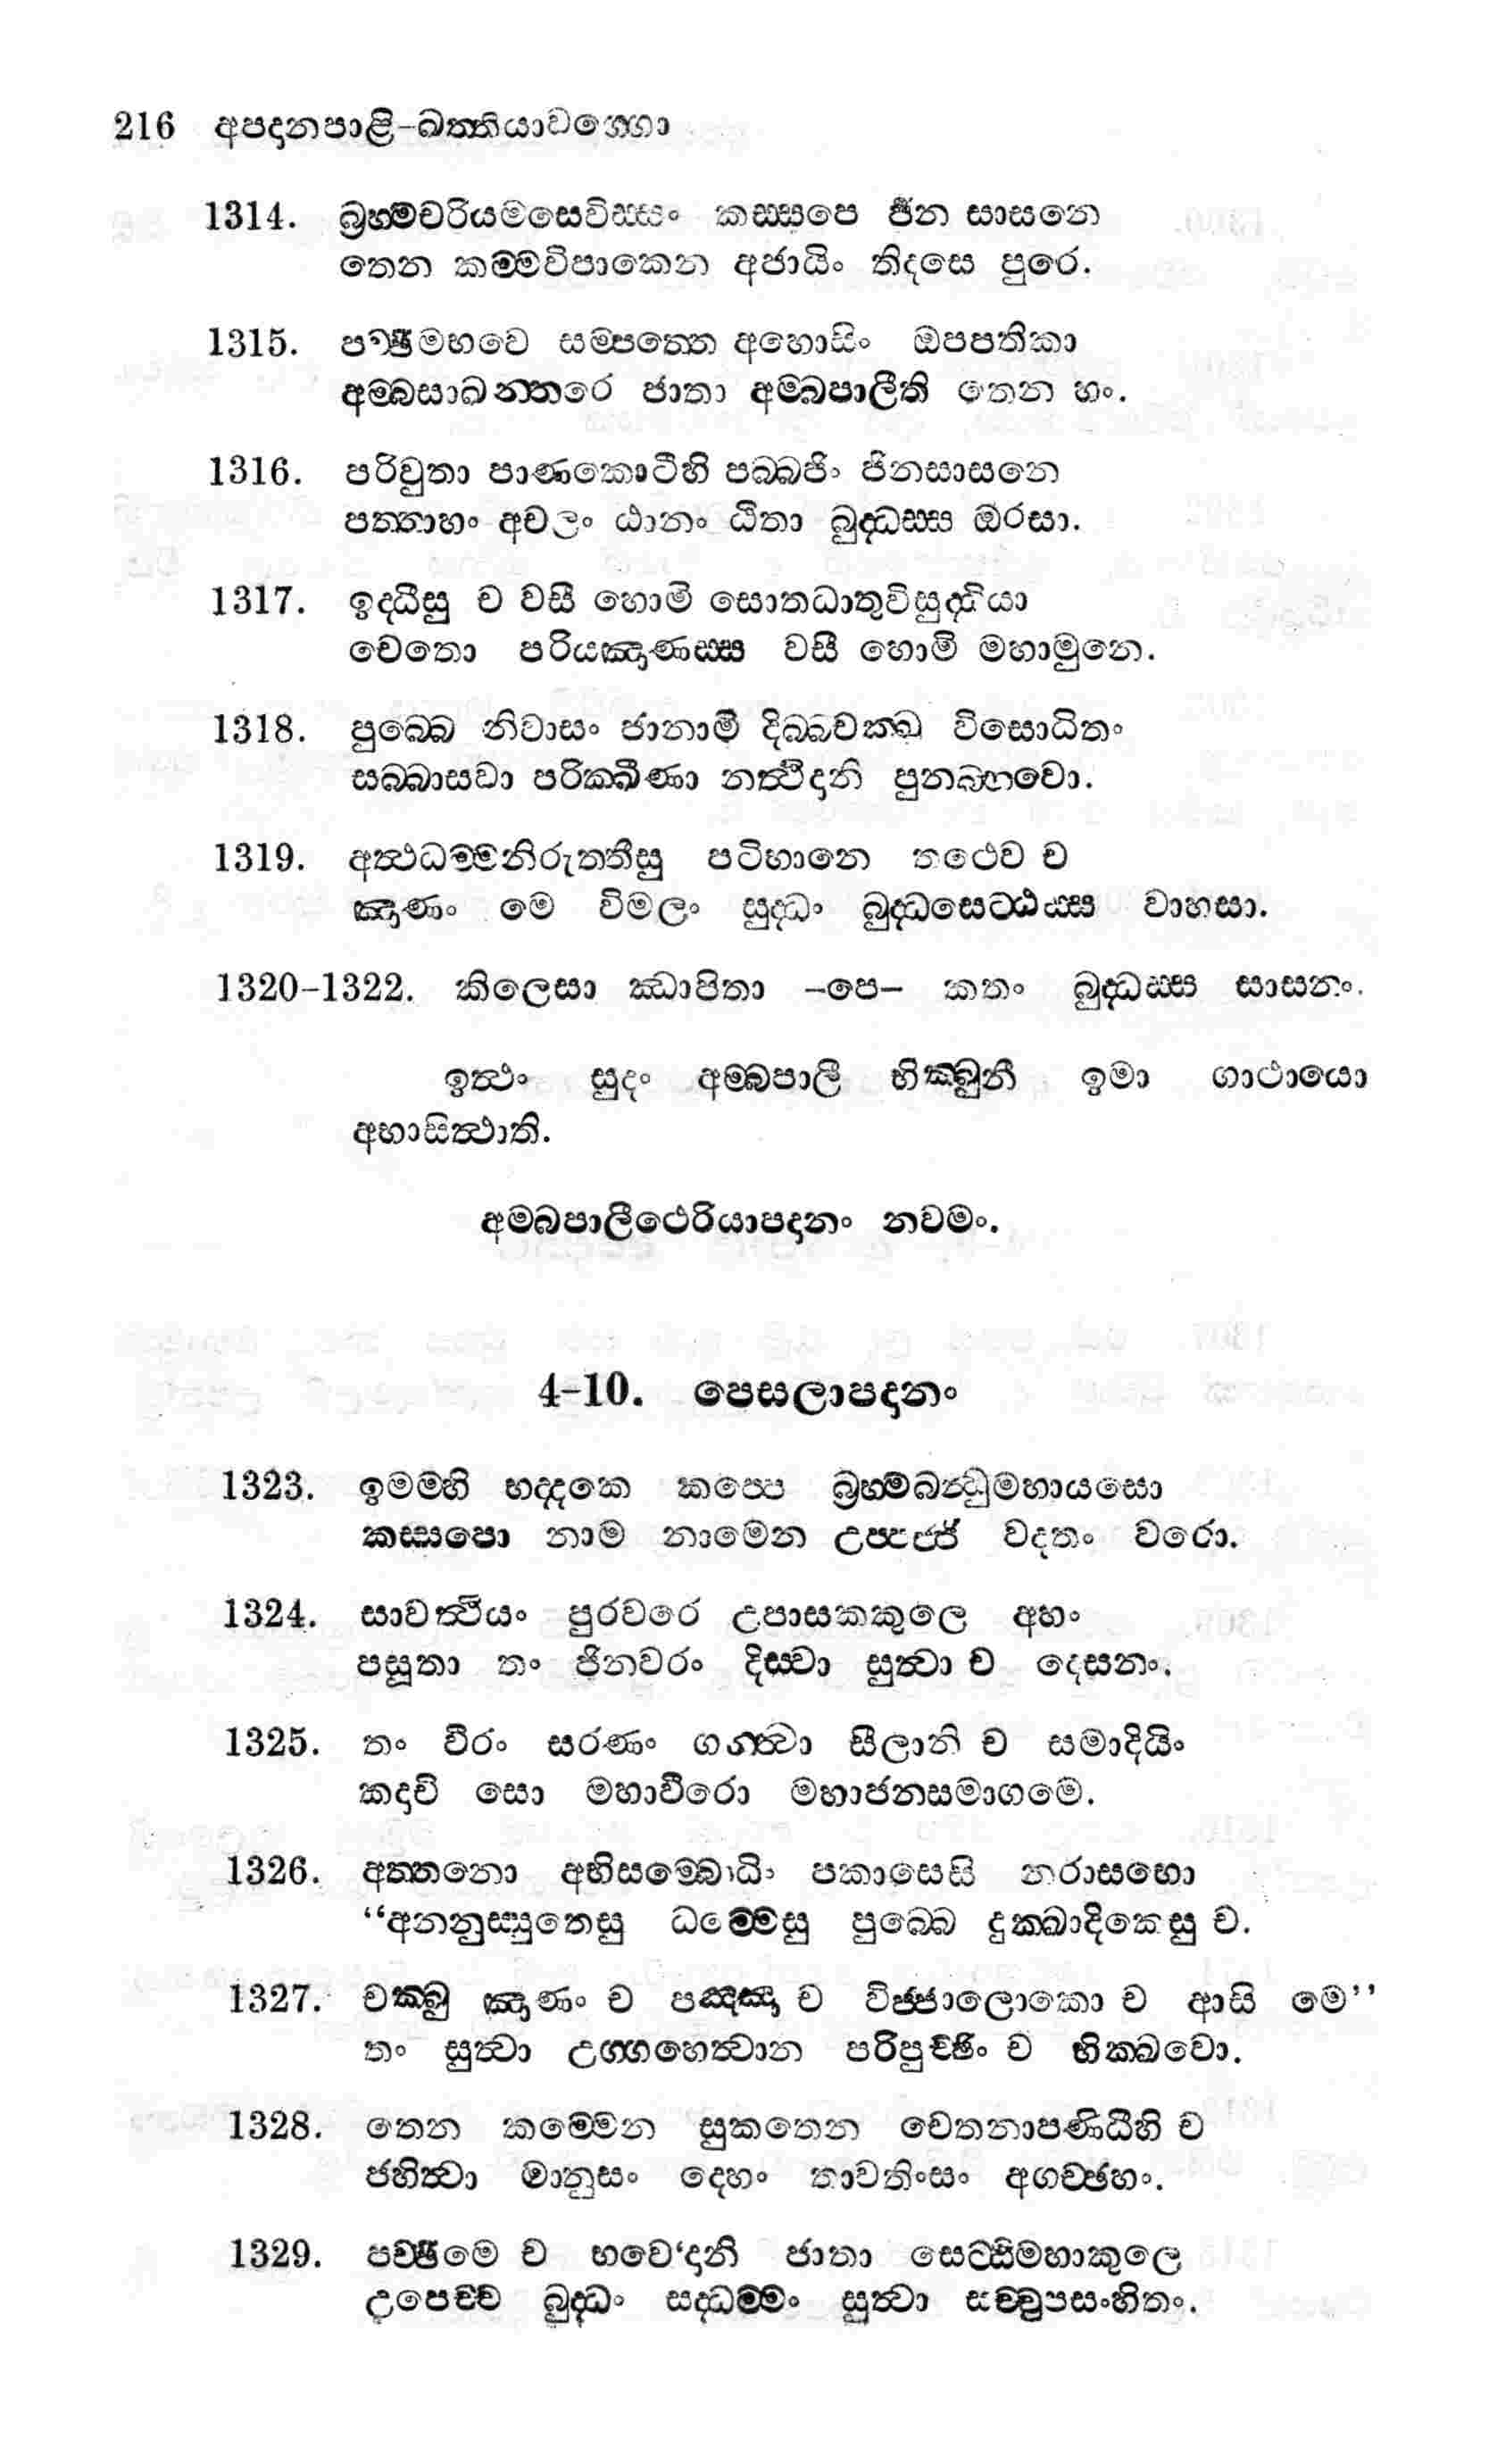 216 අපදානපාළි-ඛත්තියාවග්ගො
1314. බ්‍රහ්මචරියමසෙවිස්සං කස්සපෙ ජින සාසනෙ
තෙන කම්මවිපාකෙන අජායිං තිදසෙ පුරෙ.
1315. පච්ඡිමභවෙ සම්පත්තෙ අහොසිං ඔපපතිකා
අම්බසාඛන්තරෙ ජාතා අම්බපාලීති තෙන හං.
1316. පරිවුතා පාණකොටීහි පබ්බජිං ජිනසාසනෙ
පත්තාහං අචලං ඨානං ඨිතා බුද්ධස්ස ඔරසා.
1317. ඉද්ධීසු ච වසී හොමි සොතධාතුවිසුද්ධියා
චෙතො පරියඤාණස්ස වසී හොමි මහාමුනෙ.
1318. පුබ්බෙ නිවාසං ජානාමි දිබ්බචක්ඛු විසොධිතං
සබ්බාසවා පරික්ඛීණා නත්ථිදානි පුනබ්භවො.
1319. අත්ථධම්මනිරුත්තීසු පටිභානෙ තථෙව ච
ඤාණං මෙ විමලං සුද්ධං බුද්ධසෙට්ඨස්ස වාහසා.
1320-1322. කිලෙසා ඣාපිතා -පෙ- කතං බුද්ධස්ස සාසනං.
ඉත්ථං සුදං අම්බපාලී භික්ඛුනී ඉමා ගාථායො
අභාසිත්ථාති.
අම්බපාලීථෙරියාපදානං නවමං.
4-10. පෙසලාපදානං
1323. ඉමම්හි භද්දකෙ කප්පෙ බ්‍රහ්මබන්ධුමහායසො
කස්සපො නාම නාමෙන උප්පජ්ජි වදතං වරො.
1324. සාවත්ථියං පුරවරෙ උපාසකකුලෙ අහං
පසූතා තං ජිනවරං දිස්වා සුත්වා ච දෙසනං.
1325. තං වීරං සරණං ගන්ත්වා සීලානි ච සමාදියිං
කදාචි සො මහාවීරො මහාජනසමාගමෙ.
1326. අත්තනො අභිසම්බොධිං පකාසෙසි නරාසභො
“අනනුස්සුතෙසු ධම්මෙසු පුබ්බෙ දුක්ඛාදිකෙසු ච.
1327. චක්ඛු ඤාණං ච පඤ්ඤා ච විජ්ජාලොකො ච ආසි මෙ”
තං සුත්වා උග්ගහෙත්වාන පරිපුච්ඡිං ච භික්ඛවො.
1328. තෙන කම්මෙන සුකතෙන චෙතනාපණිධීහි ච
ජහිත්වා මානුසං දෙහං තාවතිංසං අගච්ඡහං.
1329. පච්ඡිමෙ ච භවෙ‘දානි ජාතා සෙට්ඨිමහාකුලෙ
උපෙච්ච බුද්ධං සද්ධම්මං සුත්වා සච්චුපසංහිතං.